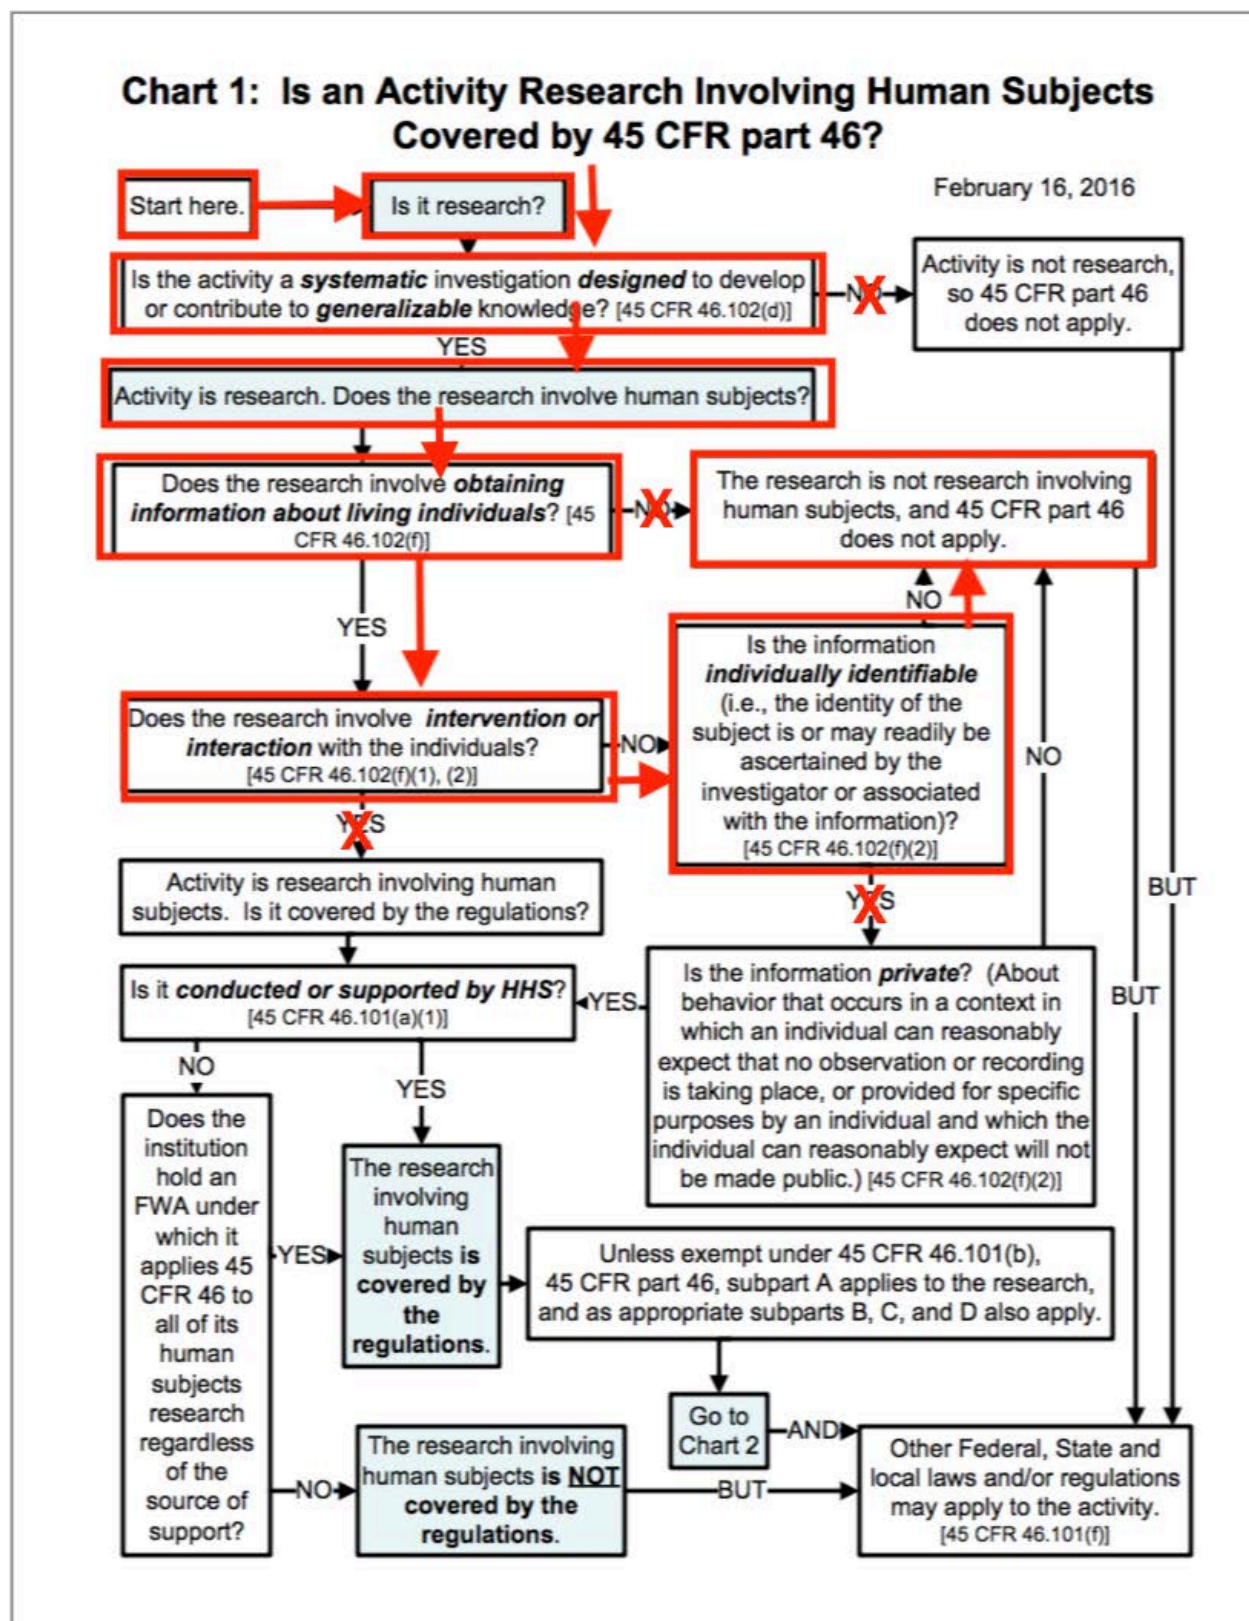 Chart 1: Is an Activity Research Involving Human Subjects
Covered by 45 CFR part 46?
February 16, 2016
Start here.
Is it research?
Is the activity a systematic investigation designed to develop
or contribute to generalizable knowledge? [45 CFR 46.102(d)]
NO
X
Activity is not research,
so 45 CFR part 46
does not apply.
YES
Activity is research. Does the research involve human subjects?
Does the research involve obtaining
information about living individuals? [45
CFR 46.102(f)]
NO
X
The research is not research involving
human subjects, and 45 CFR part 46
does not apply.
NO
YES
Is the information
individually identifiable
(i.e., the identity of the
subject is or may readily be
ascertained by the
investigator or associated
with the information)?
[45 CFR 46.102(f)(2)]
Does the research involve intervention or
interaction with the individuals?
[45 CFR 46.102(f)(1), (2)]
NO
NO
YES
X
YES
X
BUT
Activity is research involving human
subjects. Is it covered by the regulations?
Is it conducted or supported by HHS?
[45 CFR 46.101(a)(1)]
YES
Is the information private? (About
behavior that occurs in a context in
which an individual can reasonably
expect that no observation or recording
is taking place, or provided for specific
purposes by an individual and which the
individual can reasonably expect will not
be made public.) [45 CFR 46.102(f)(2)]
BUT
NO
YES
Does the
institution
hold an
FWA under
which it
applies 45
CFR 46 to
all of its
human
subjects
research
regardless
of the
source of
support?
YES
The research
involving
human
subjects is
covered by
the
regulations.
Unless exempt under 45 CFR 46.101(b),
45 CFR part 46, subpart A applies to the research,
and as appropriate subparts B, C, and D also apply.
Go to
Chart 2
AND
NO
The research involving
human subjects is NOT
covered by the
regulations.
BUT
Other Federal, State and
local laws and/or regulations
may apply to the activity.
[45 CFR 46.101(f)]